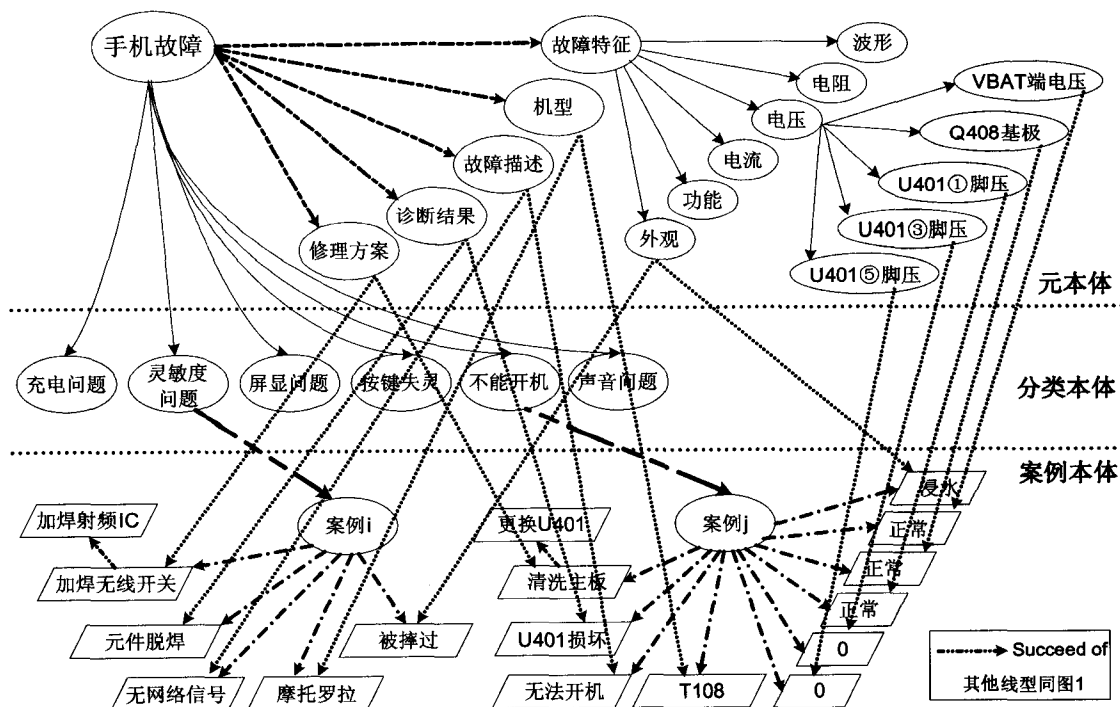 手机故障
故障特征
波形
电阻
VBAT端电压
机型
电压
Q408基极
故障描述
电流
U401①脚压
诊断结果
功能
U401③脚压
修理方案
外观
U401⑤脚压
元本体
充电问题
灵敏度
问题
屏显问题
按键失灵
不能开机
声音问题
分类本体
案例本体
浸水
加焊射频IC
案例i
更换U401
案例j
正常
加焊无线开关
清洗主板
正常
正常
元件脱焊
被摔过
U401损坏
0
Succeed of
无网络信号
摩托罗拉
无法开机
T108
0
其他线型同图1